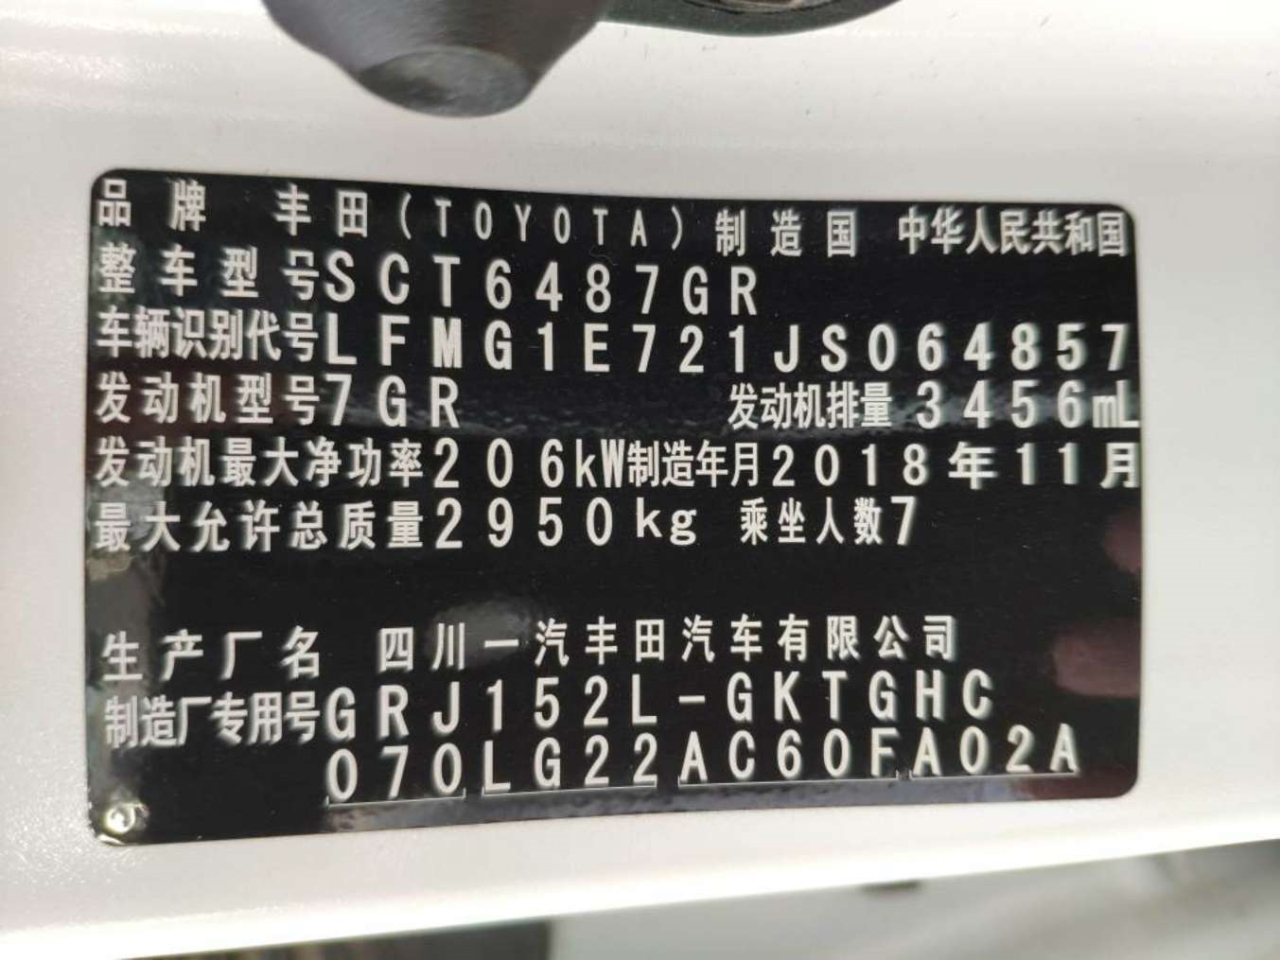 品牌 丰田(TOYOTA) 制造国 中华人民共和国
整车型号SCT6487GR
车辆识别代号LFMG1E721JS064857
发动机型号7GR 发动机排量 3456mL
发动机最大净功率206kW制造年月2018年11月
最大允许总质量2950kg 乘坐人数7
生产厂名 四川一汽丰田汽车有限公司
制造厂专用号GRJ152L-GKTGHC
070LG22AC60FA02A